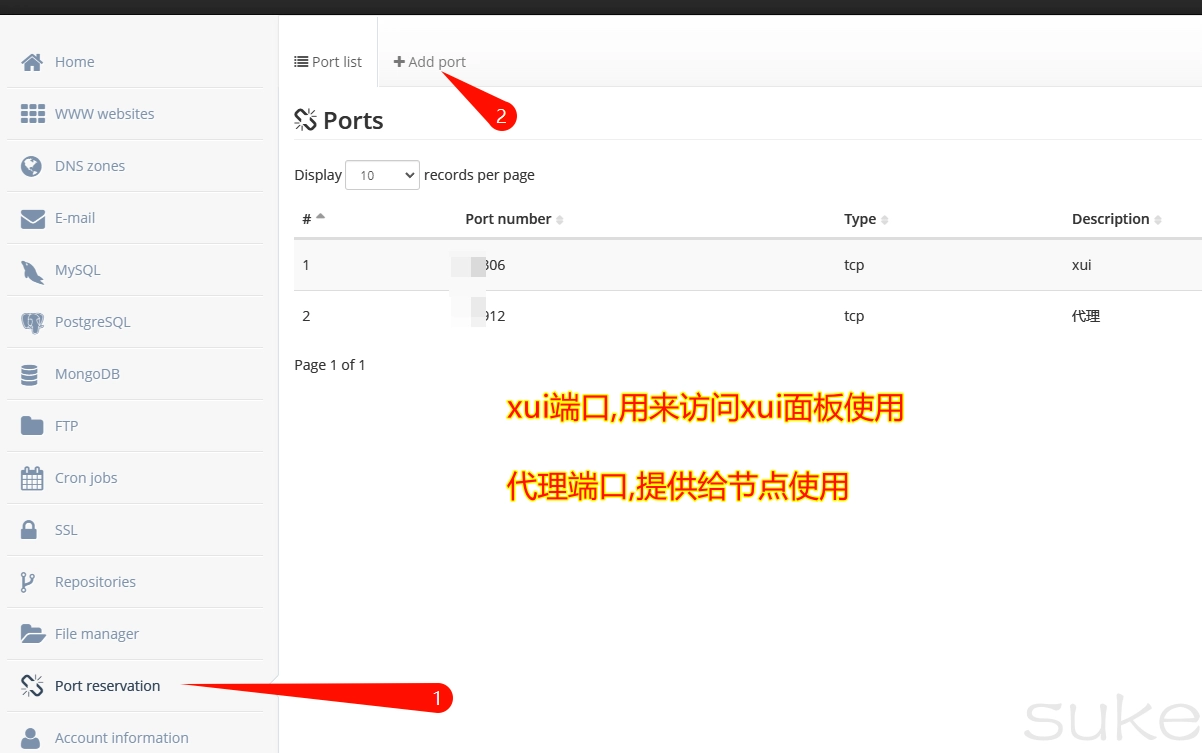 Home
WWW websites
DNS zones
E-mail
MySQL
PostgreSQL
MongoDB
FTP
Cron jobs
SSL
Repositories
File manager
Port reservation
Account information
Port list
Add port
2
Ports
Display 10 records per page
# Port number Type Description
1 306 tcp xui
2 912 tcp 代理
Page 1 of 1
xui端口,用来访问xui面板使用
代理端口,提供给节点使用
1
suke